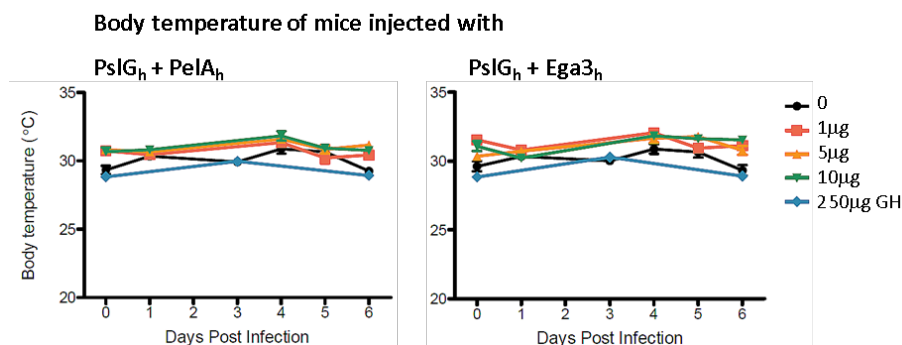 Body temperature of mice injected with
PslGh + PelAh
PslGh + Ega3h
35
30
25
20
Body temperature (°C)
0 1 2 3 4 5 6
Days Post Infection
35
30
25
20
0 1 2 3 4 5 6
Days Post Infection
0
1µg
5µg
10µg
250µg GH